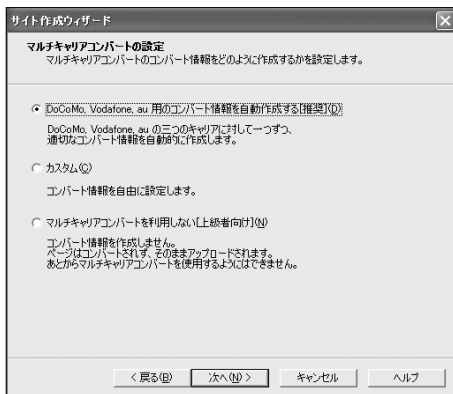 サイト作成ウィザード
マルチキャリアコンバートの設定
マルチキャリアコンバートのコンバート情報をどのように作成するかを設定します。
DoCoMo, Vodafone, au 用のコンバート情報を自動作成する[推奨](D)
DoCoMo, Vodafone, au の三つのキャリアに対して一つずつ、
適切なコンバート情報を自動的に作成します。
カスタム(C)
コンバート情報を自由に設定します。
マルチキャリアコンバートを利用しない[上級者向け](N)
コンバート情報を作成しません。
ページはコンバートされず、そのままアップロードされます。
あとからマルチキャリアコンバートを使用するようにはできません。
< 戻る(B) 次へ(N) > キャンセル ヘルプ